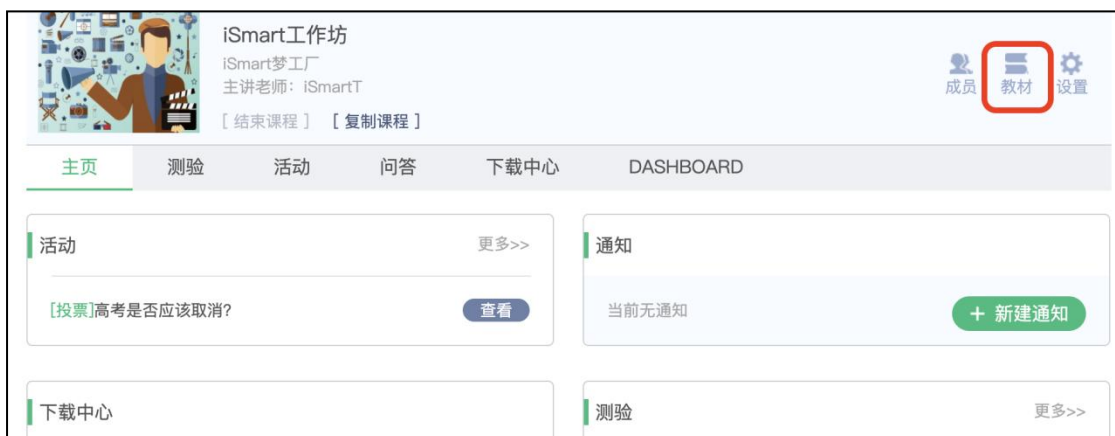 iSmart工作坊
iSmart梦工厂
主讲老师：iSmartT
[ 结束课程 ] [ 复制课程 ]
成员 教材 设置
主页 测验 活动 问答 下载中心 DASHBOARD
活动 更多>>
[投票]高考是否应该取消? 查看
通知
当前无通知 + 新建通知
下载中心
测验 更多>>